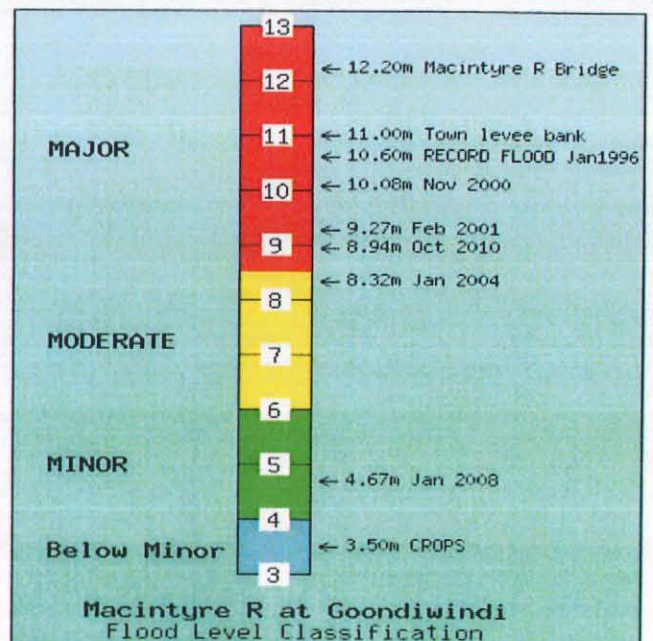 13
← 12.20m Macintyre R Bridge
12
11
← 11.00m Town levee bank
MAJOR
← 10.60m RECORD FLOOD Jan1996
10
← 10.08m Nov 2000
← 9.27m Feb 2001
9
← 8.94m Oct 2010
← 8.32m Jan 2004
8
MODERATE
7
6
MINOR
5
← 4.67m Jan 2008
4
Below Minor
← 3.50m CROPS
3
Macintyre R at Goondiwindi
Flood Level Classification